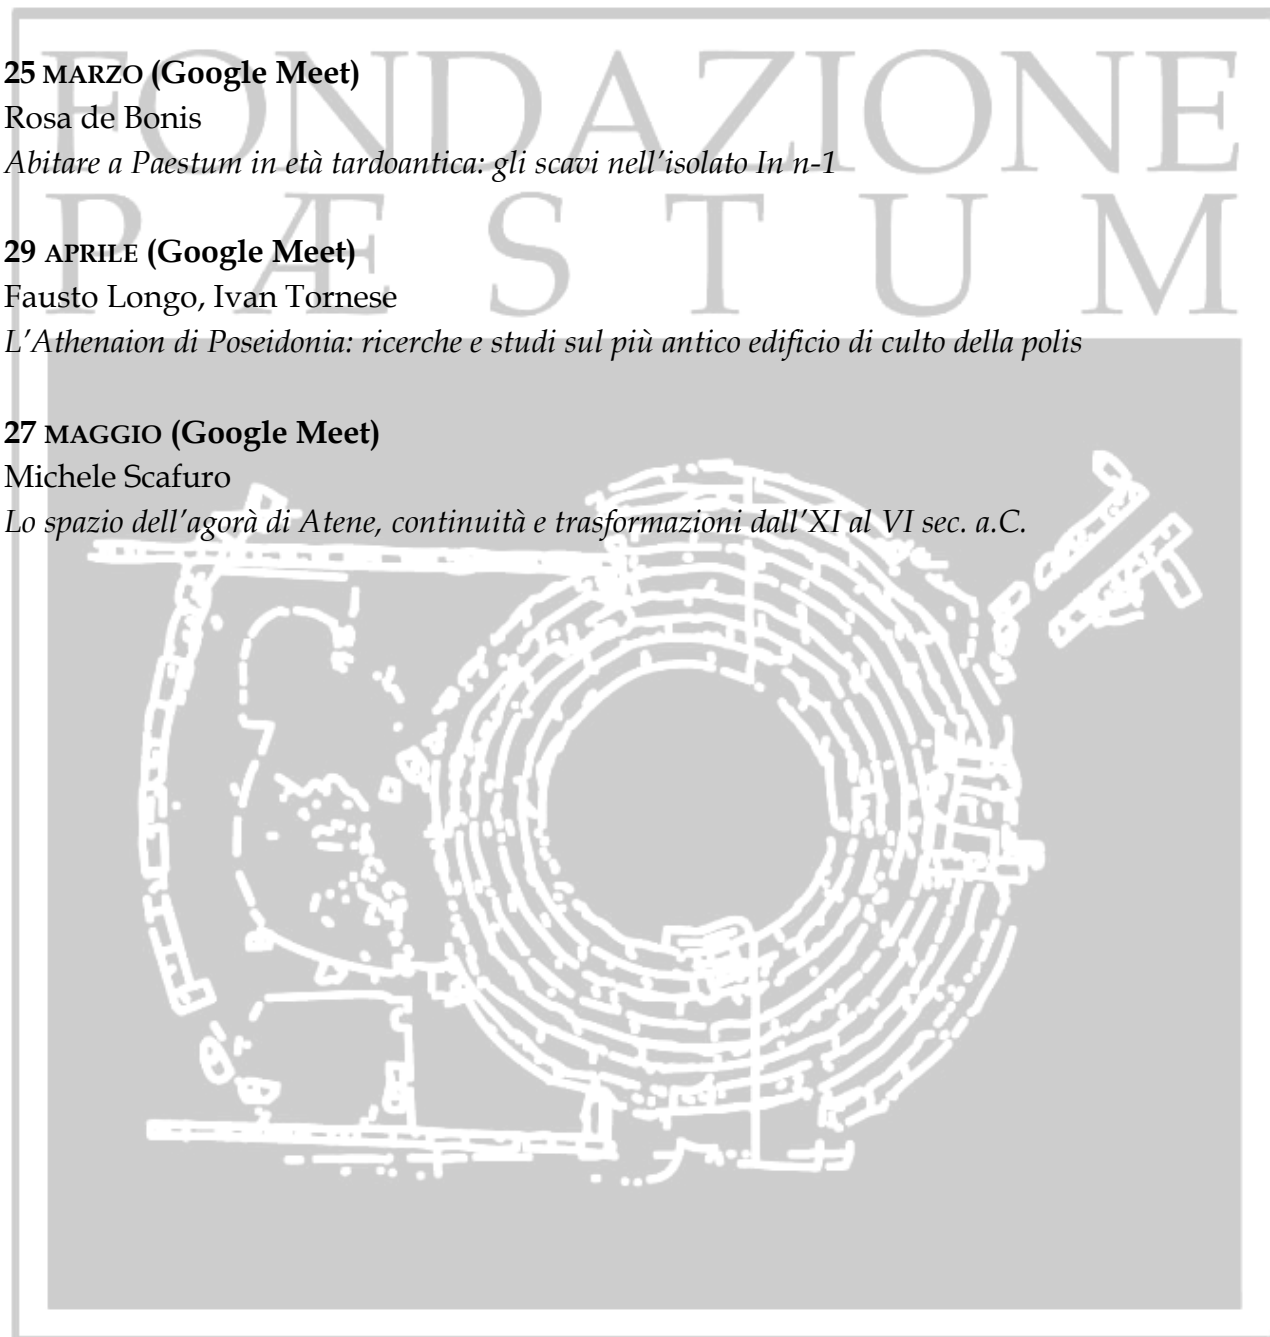 FONDAZIONE
PÆSTUM
25 MARZO (Google Meet)
Rosa de Bonis
Abitare a Paestum in età tardoantica: gli scavi nell'isolato In n-1
29 APRILE (Google Meet)
Fausto Longo, Ivan Tornese
L'Athenaion di Poseidonia: ricerche e studi sul più antico edificio di culto della polis
27 MAGGIO (Google Meet)
Michele Scafuro
Lo spazio dell'agorà di Atene, continuità e trasformazioni dall'XI al VI sec. a.C.